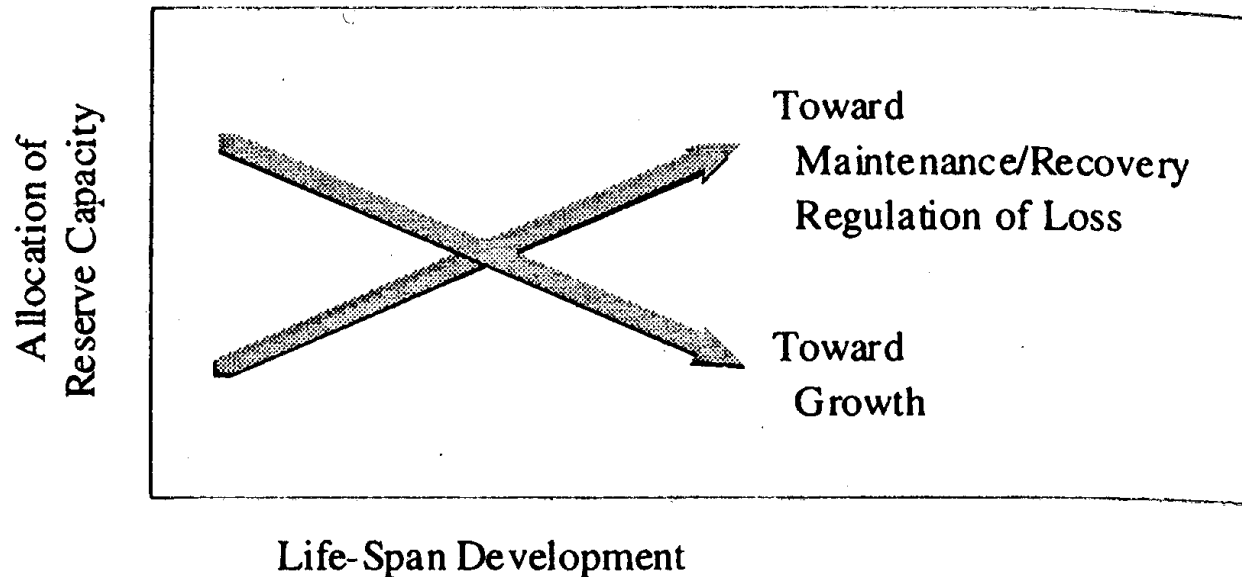 Allocation of
Reserve Capacity
Toward
Maintenance/Recovery
Regulation of Loss
Toward
Growth
Life-Span Development